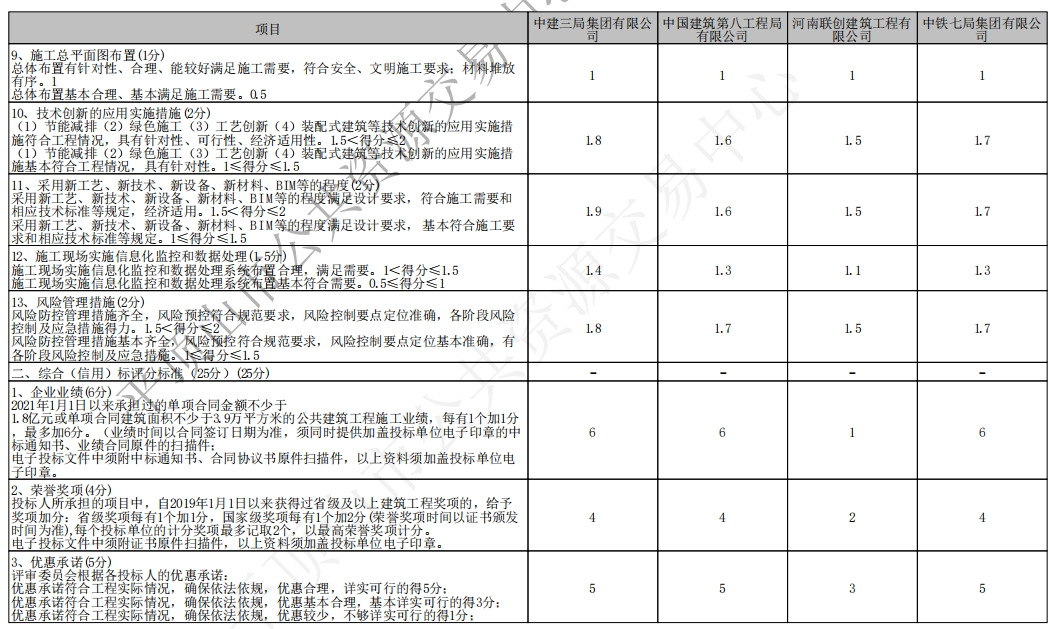 项目
中建三局集团有限公
司
中国建筑第八工程局
有限公司
河南联创建筑工程有
限公司
中铁七局集团有限公
司
9、施工总平面图布置(1分)
总体布置有针对性、合理、能较好满足施工需要，符合安全、文明施工要求；材料堆放
有序。1
总体布置基本合理、基本满足施工需要。0.5
1
1
1
1
10、技术创新的应用实施措施(2分)
（1）节能减排（2）绿色施工（3）工艺创新（4）装配式建筑等技术创新的应用实施措
施符合工程情况，具有针对性、可行性、经济适用性。1.5<得分≤2
（1）节能减排（2）绿色施工（3）工艺创新（4）装配式建筑等技术创新的应用实施措
施基本符合工程情况，具有针对性。1≤得分≤1.5
1.8
1.6
1.5
1.7
11、采用新工艺、新技术、新设备、新材料、BIM等的程度(2分)
采用新工艺、新技术、新设备、新材料、BIM等的程度满足设计要求，符合施工需要和
相应技术标准等规定，经济适用。1.5<得分≤2
采用新工艺、新技术、新设备、新材料、BIM等的程度满足设计要求， 基本符合施工要
求和相应技术标准等规定。1≤得分≤1.5
1.9
1.6
1.5
1.7
12、施工现场实施信息化监控和数据处理(1.5分)
施工现场实施信息化监控和数据处理系统布置合理，满足需要。1<得分≤1.5
施工现场实施信息化监控和数据处理系统布置基本符合需要。0.5≤得分≤1
1.4
1.3
1.1
1.3
13、风险管理措施(2分)
风险防控管理措施齐全，风险预控符合规范要求，风险控制要点定位准确，各阶段风险
控制及应急措施得力。1.5<得分≤2
风险防控管理措施基本齐全，风险预控符合规范要求，风险控制要点定位基本准确，有
各阶段风险控制及应急措施。1≤得分≤1.5
1.8
1.7
1.5
1.7
二、综合（信用）标评分标准（25分）(25分)
–
–
–
–
1、企业业绩(6分)
2021年1月1日以来承担过的单项合同金额不少于
1.8亿元或单项合同建筑面积不少于3.9万平方米的公共建筑工程施工业绩，每有1个加1分
，最多加6分。（业绩时间以合同签订日期为准，须同时提供加盖投标单位电子印章的中
标通知书、业绩合同原件的扫描件；
电子投标文件中须附中标通知书、合同协议书原件扫描件，以上资料须加盖投标单位电
子印章。
6
6
1
6
2、荣誉奖项(4分)
投标人所承担的项目中，自2019年1月1日以来获得过省级及以上建筑工程奖项的，给予
奖项加分；省级奖项每有1个加1分，国家级奖项每有1个加2分(荣誉奖项时间以证书颁发
时间为准),每个投标单位的计分奖项最多记取2个，以最高荣誉奖项计分。
电子投标文件中须附证书原件扫描件，以上资料须加盖投标单位电子印章。
4
4
2
4
3、优惠承诺(5分)
评审委员会根据各投标人的优惠承诺：
优惠承诺符合工程实际情况，确保依法依规，优惠合理，详实可行的得5分；
优惠承诺符合工程实际情况，确保依法依规，优惠基本合理，基本详实可行的得3分；
优惠承诺符合工程实际情况，确保依法依规，优惠较少，不够详实可行的得1分；
5
5
3
5
平顶山市公共资源交易中心